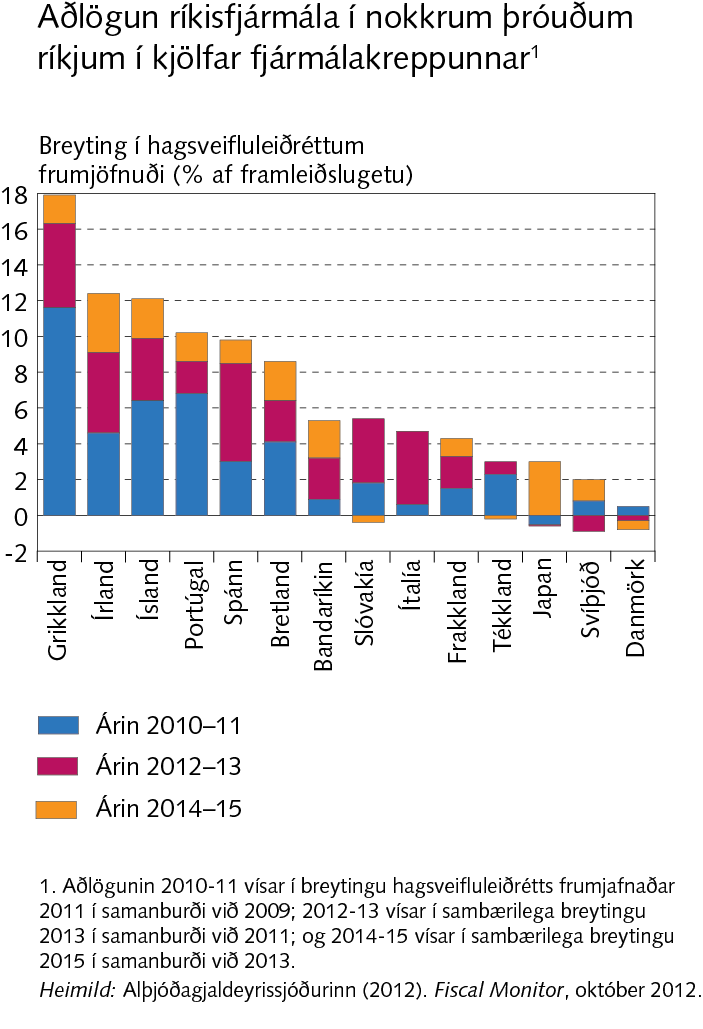 Aðlögun ríkisfjármála í nokkrum þróuðum
ríkjum í kjölfar fjármálakreppunnar¹
Breyting í hagsveifluleiðréttum
frumjöfnuði (% af framleiðslugetu)
18
16
14
12
10
8
6
4
2
0
-2
Grikkland
Írland
Ísland
Portúgal
Spánn
Bretland
Bandaríkin
Slóvakía
Ítalía
Frakkland
Tékkland
Japan
Svíþjóð
Danmörk
Árin 2010–11
Árin 2012–13
Árin 2014–15
1. Aðlögunin 2010-11 vísar í breytingu hagsveifluleiðrétts frumjafnaðar
2011 í samanburði við 2009; 2012-13 vísar í sambærilega breytingu
2013 í samanburði við 2011; og 2014-15 vísar í sambærilega breytingu
2015 í samanburði við 2013.
Heimild: Alþjóðagjaldeyrissjóðurinn (2012). Fiscal Monitor, október 2012.